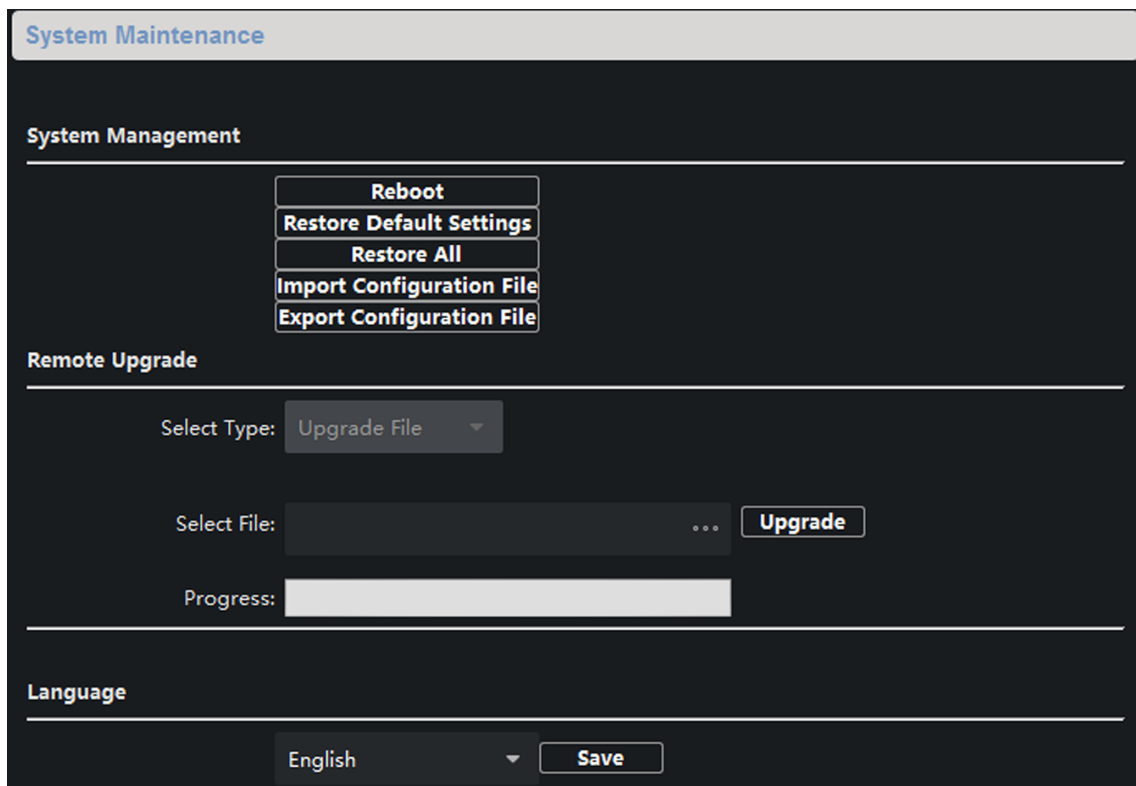 System Maintenance
System Management
Reboot
Restore Default Settings
Restore All
Import Configuration File
Export Configuration File
Remote Upgrade
Select Type: Upgrade File
Select File: ... Upgrade
Progress:
Language
English Save